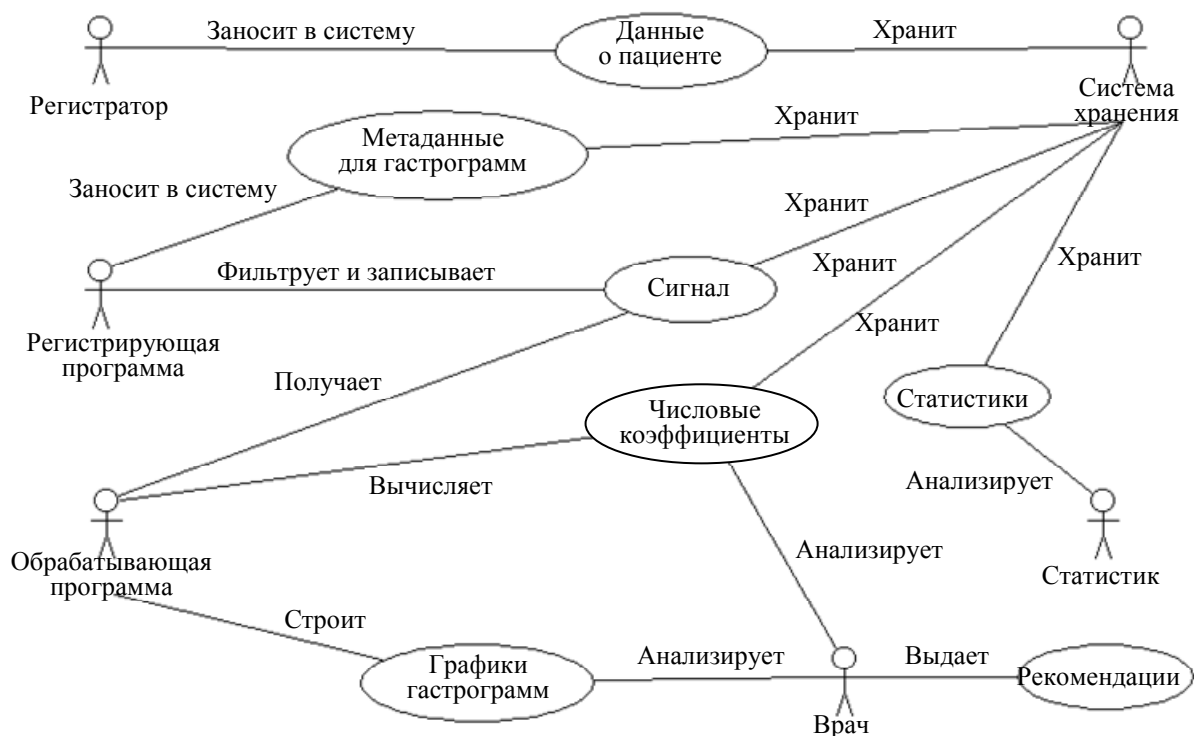 Заносит в систему
Данные
о пациенте
Хранит
Регистратор
Система
хранения
Метаданные
для гастрограмм
Хранит
Заносит в систему
Хранит
Фильтрует и записывает
Сигнал
Хранит
Хранит
Хранит
Регистрирующая
программа
Получает
Числовые
коэффициенты
Статистики
Вычисляет
Анализирует
Обрабатывающая
программа
Анализирует
Статистик
Строит
Графики
гастрограмм
Анализирует
Выдает
Рекомендации
Врач